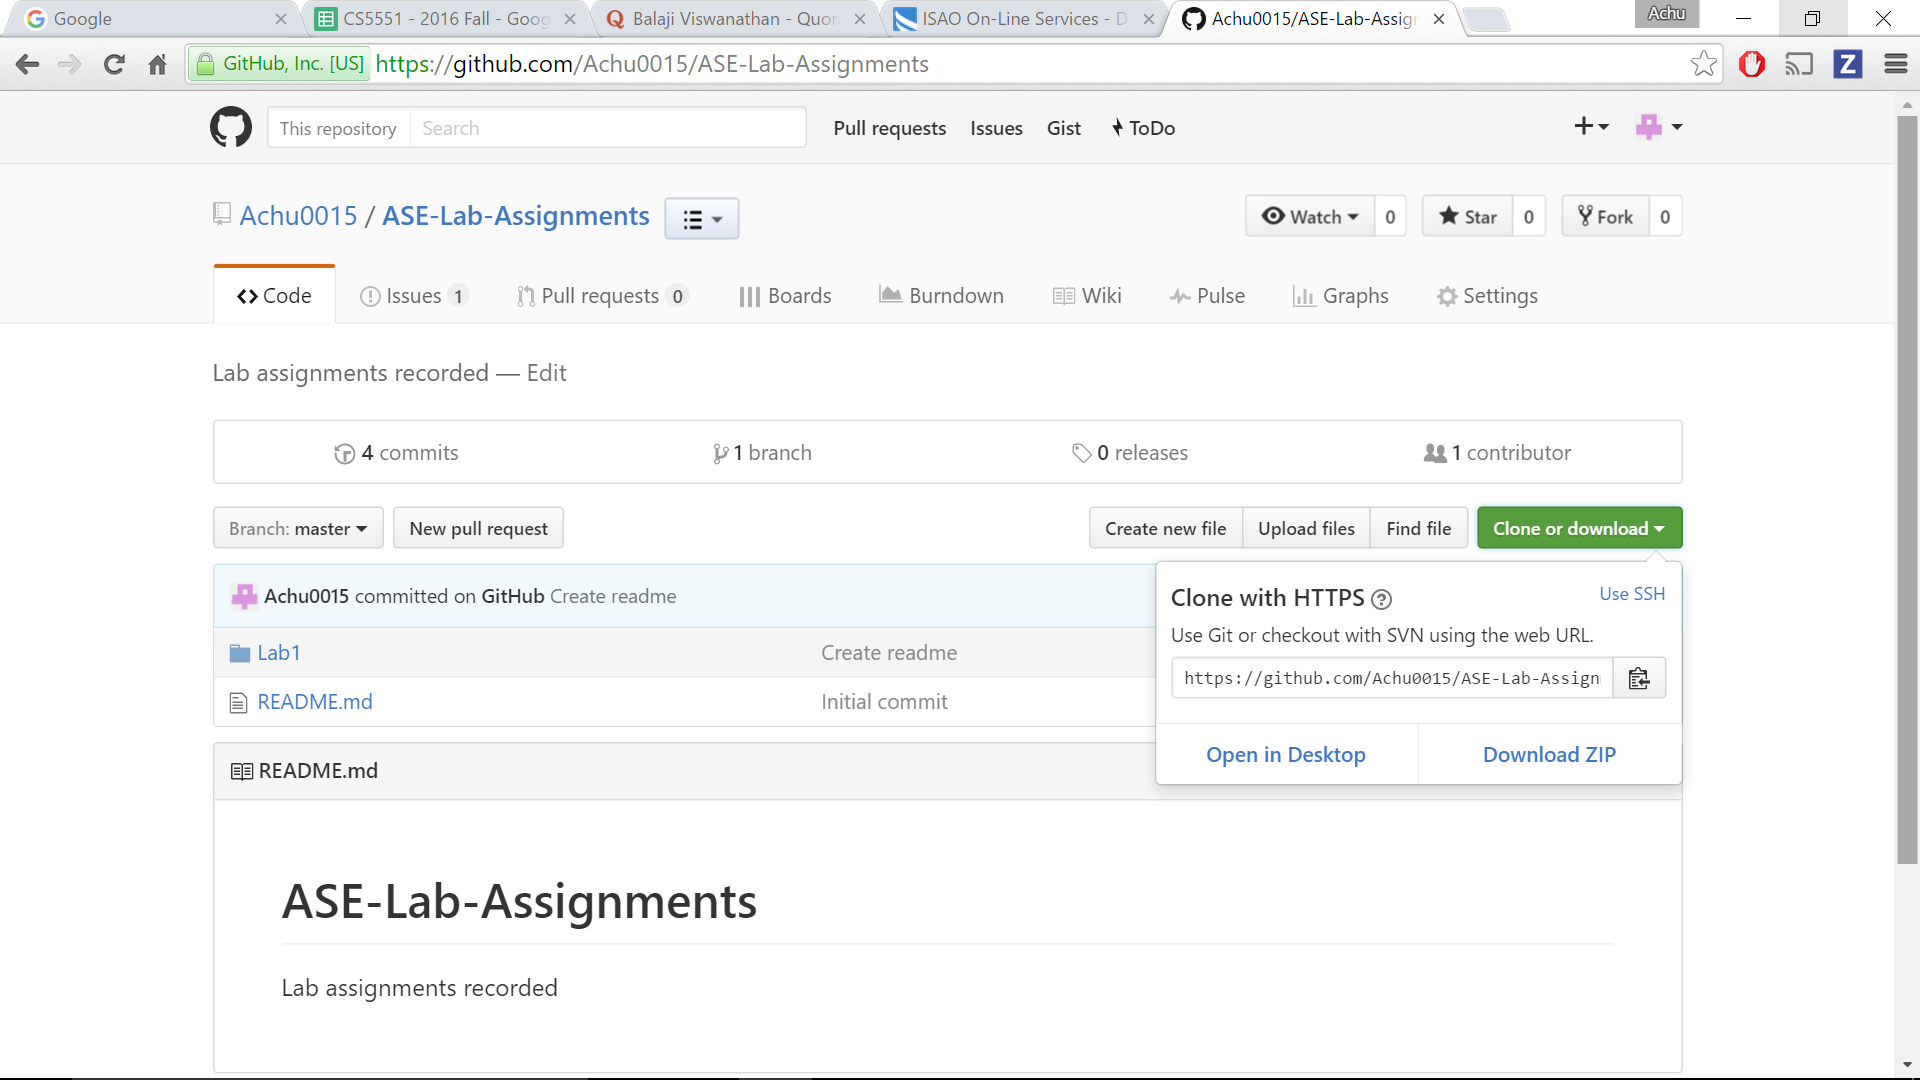 Google
CS5551 - 2016 Fall - Goog
Balaji Viswanathan - Quor
ISAO On-Line Services - D
Achu0015/ASE-Lab-Assign
Achu
GitHub, Inc. [US] https://github.com/Achu0015/ASE-Lab-Assignments
Z
This repository Search Pull requests Issues Gist ToDo
Achu0015 / ASE-Lab-Assignments
Watch 0 Star 0 Fork 0
Code Issues 1 Pull requests 0 Boards Burndown Wiki Pulse Graphs Settings
Lab assignments recorded — Edit
4 commits 1 branch 0 releases 1 contributor
Branch: master New pull request Create new file Upload files Find file Clone or download
Achu0015 committed on GitHub Create readme
Lab1 Create readme
README.md Initial commit
Clone with HTTPS ? Use SSH
Use Git or checkout with SVN using the web URL.
https://github.com/Achu0015/ASE-Lab-Assign
Open in Desktop Download ZIP
README.md
ASE-Lab-Assignments
Lab assignments recorded